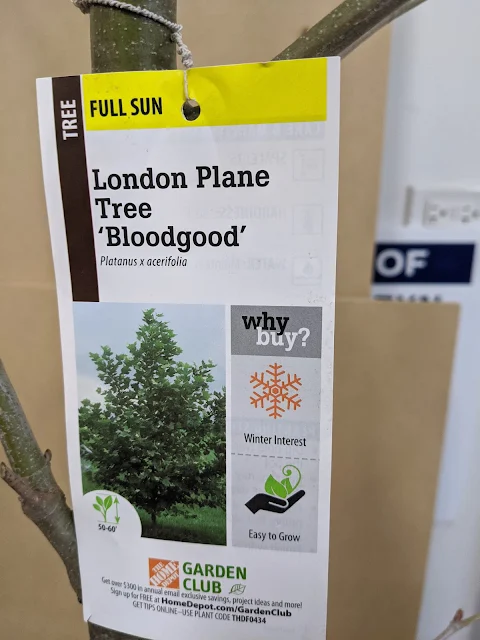 TREE
FULL SUN
London Plane
Tree
‘Bloodgood’
Platanus x acerifolia
why
buy?
Winter Interest
Easy to Grow
50-60'
THE HOME DEPOT
GARDEN
CLUB
Get over $300 in annual email exclusive savings, project ideas and more!
Sign up for FREE at HomeDepot.com/GardenClub
GET TIPS ONLINE–USE PLANT CODE THDF0434
OF